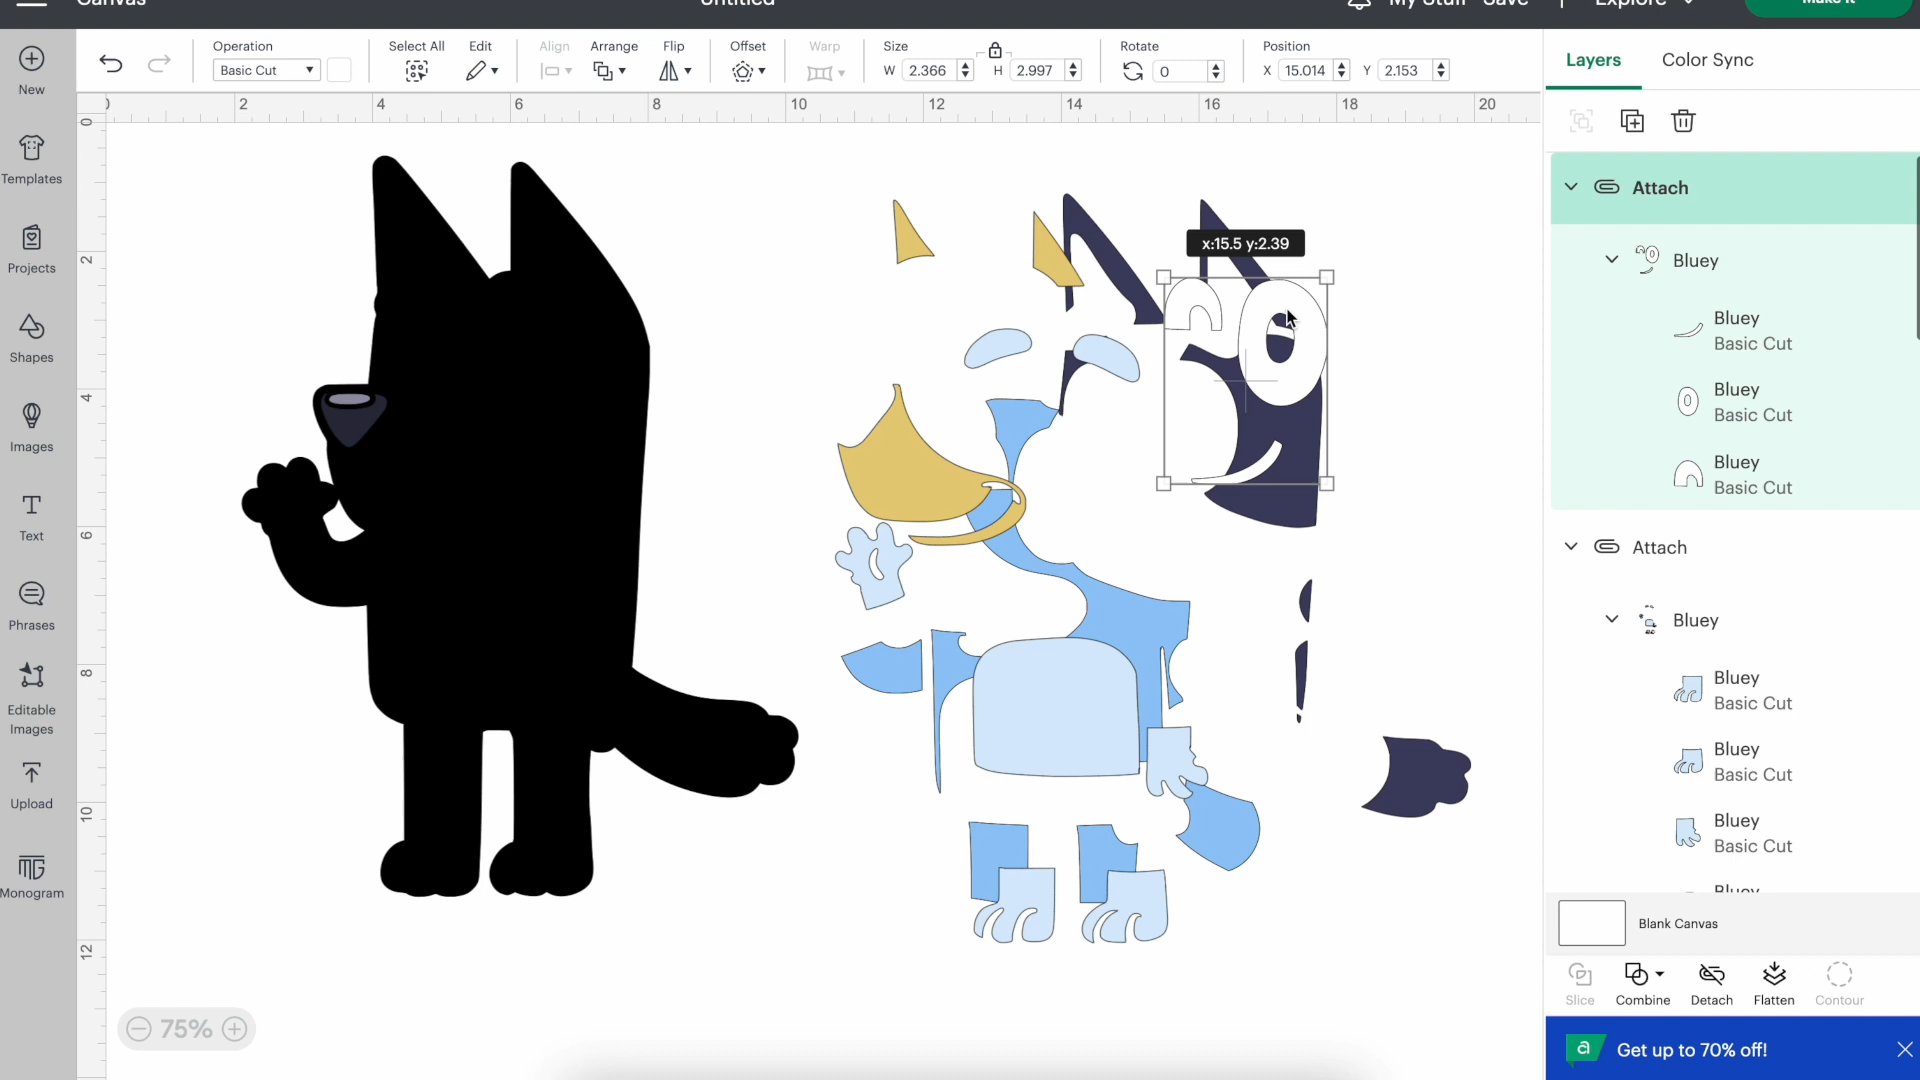 Canvas
Untitled
My Stuff Save | Explore
Make It
Operation
Basic Cut
Select All
Edit
Align
Arrange
Flip
Offset
Warp
Size
W 2.366
H 2.997
Rotate
0
Position
X 15.014
Y 2.153
Layers
Color Sync
New
Templates
Projects
Shapes
Images
Text
Phrases
Editable
Images
Upload
Monogram
0 2 4 6 8 10 12 14 16 18 20
0
2
4
6
8
10
12
x:15.5 y:2.39
Attach
Bluey
Bluey
Basic Cut
Bluey
Basic Cut
Bluey
Basic Cut
Attach
Bluey
Bluey
Basic Cut
Bluey
Basic Cut
Bluey
Basic Cut
Bluey
Blank Canvas
Slice
Combine
Detach
Flatten
Contour
75%
a
Get up to 70% off!